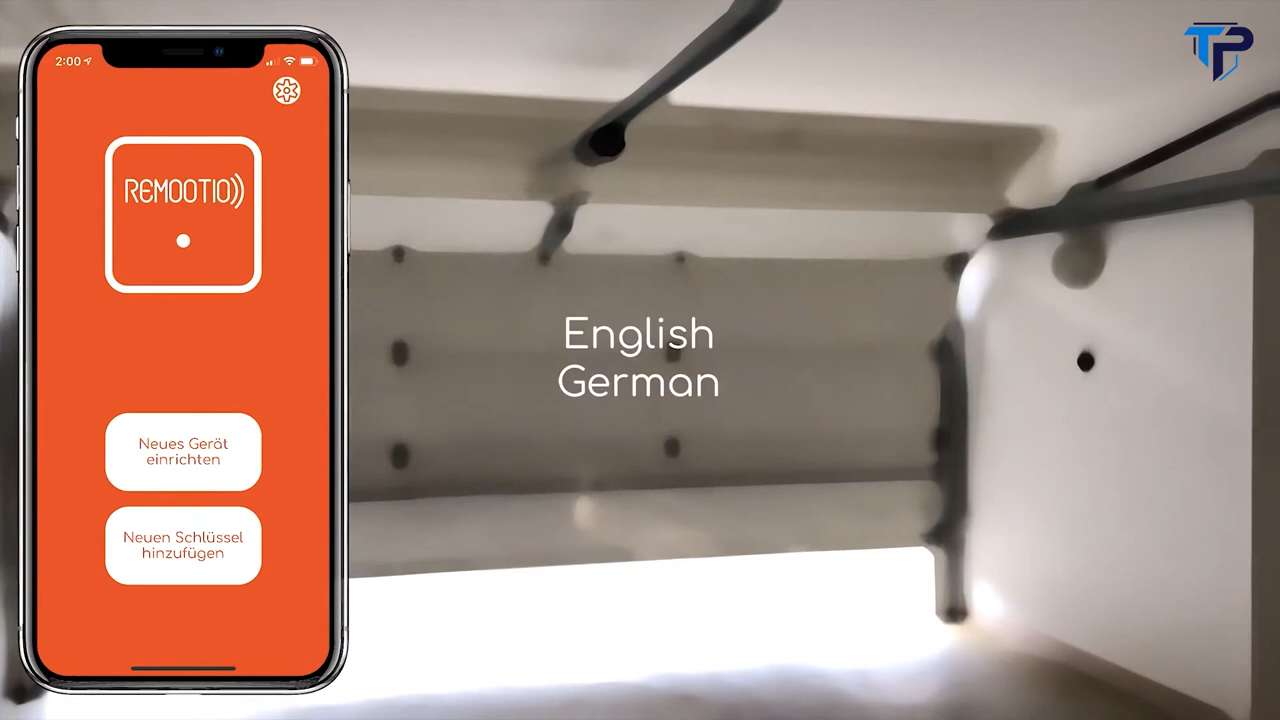 2:00
REMOOTIO
Neues Gerät
einrichten
Neuen Schlüssel
hinzufügen
English
German
TP